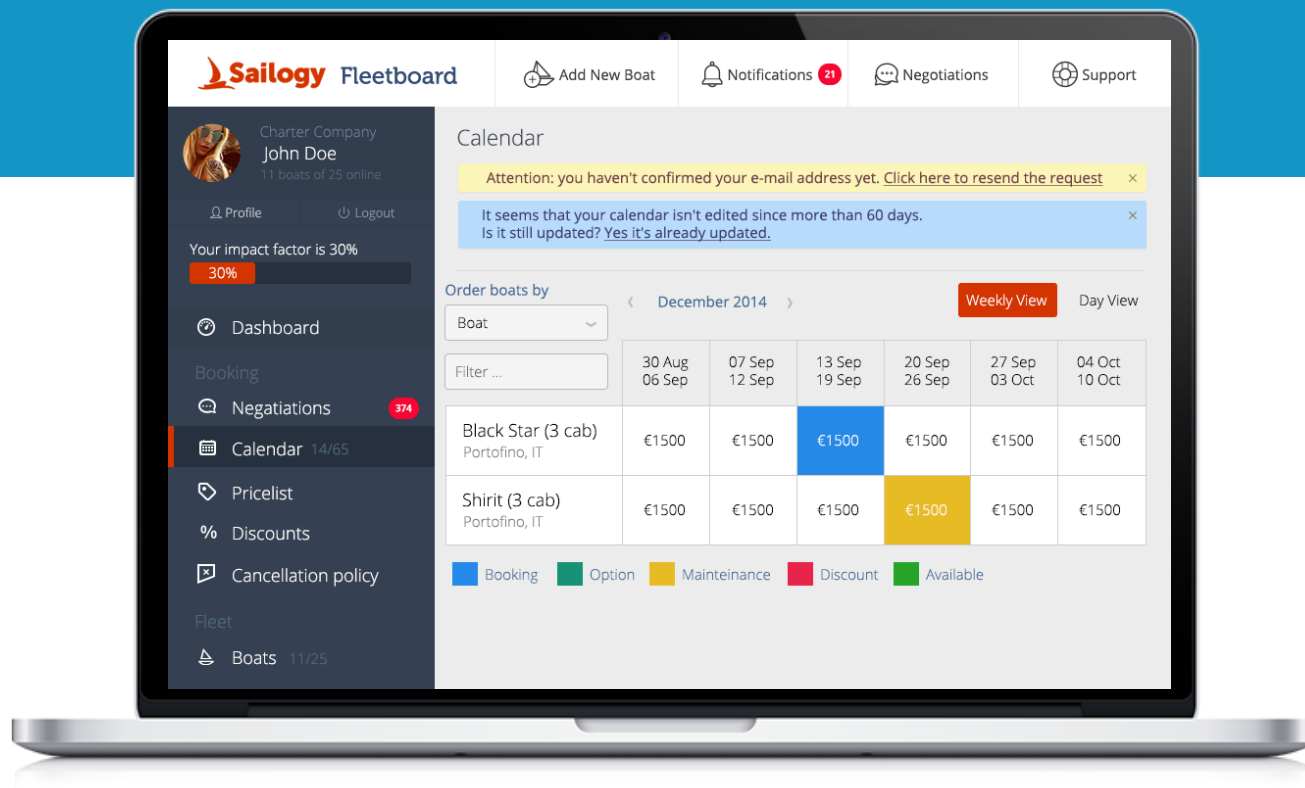 Sailogy Fleetboard
Add New Boat
Notifications 21
Negotiations
Support
Charter Company
John Doe
11 boats of 25 online
Profile
Logout
Your impact factor is 30%
30%
Dashboard
Booking
Negatiations 374
Calendar 14/65
Pricelist
% Discounts
Cancellation policy
Fleet
Boats 11/25
Calendar
Attention: you haven't confirmed your e-mail address yet. Click here to resend the request ×
It seems that your calendar isn't edited since more than 60 days. ×
Is it still updated? Yes it's already updated.
Order boats by
Boat
Filter ...
‹ December 2014 ›
Weekly View
Day View
30 Aug 07 Sep 13 Sep 20 Sep 27 Sep 04 Oct
06 Sep 12 Sep 19 Sep 26 Sep 03 Oct 10 Oct
Black Star (3 cab)
Portofino, IT
€1500 €1500 €1500 €1500 €1500 €1500
Shirit (3 cab)
Portofino, IT
€1500 €1500 €1500 €1500 €1500 €1500
Booking Option Mainteinance Discount Available